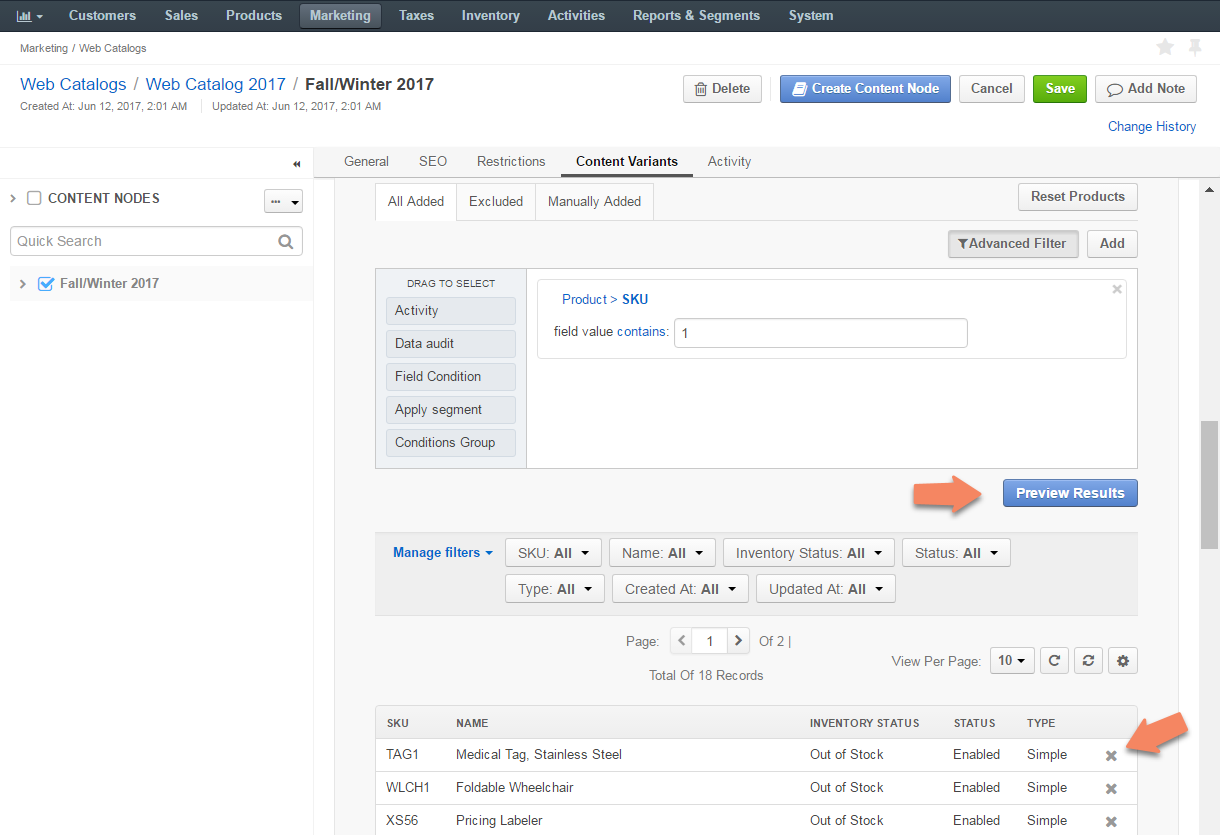 Customers Sales Products Marketing Taxes Inventory Activities Reports & Segments System
Marketing / Web Catalogs
Web Catalogs / Web Catalog 2017 / Fall/Winter 2017
Delete Create Content Node Cancel Save Add Note
Created At: Jun 12, 2017, 2:01 AM Updated At: Jun 12, 2017, 2:01 AM
Change History
General SEO Restrictions Content Variants Activity
CONTENT NODES ...
Quick Search
Fall/Winter 2017
All Added Excluded Manually Added Reset Products
Advanced Filter Add
DRAG TO SELECT
Activity
Data audit
Field Condition
Apply segment
Conditions Group
Product > SKU
field value contains: 1
Preview Results
Manage filters SKU: All Name: All Inventory Status: All Status: All
Type: All Created At: All Updated At: All
Page: 1 Of 2 |
Total Of 18 Records
View Per Page: 10
SKU NAME INVENTORY STATUS STATUS TYPE
TAG1 Medical Tag, Stainless Steel Out of Stock Enabled Simple
WLCH1 Foldable Wheelchair Out of Stock Enabled Simple
XS56 Pricing Labeler Out of Stock Enabled Simple